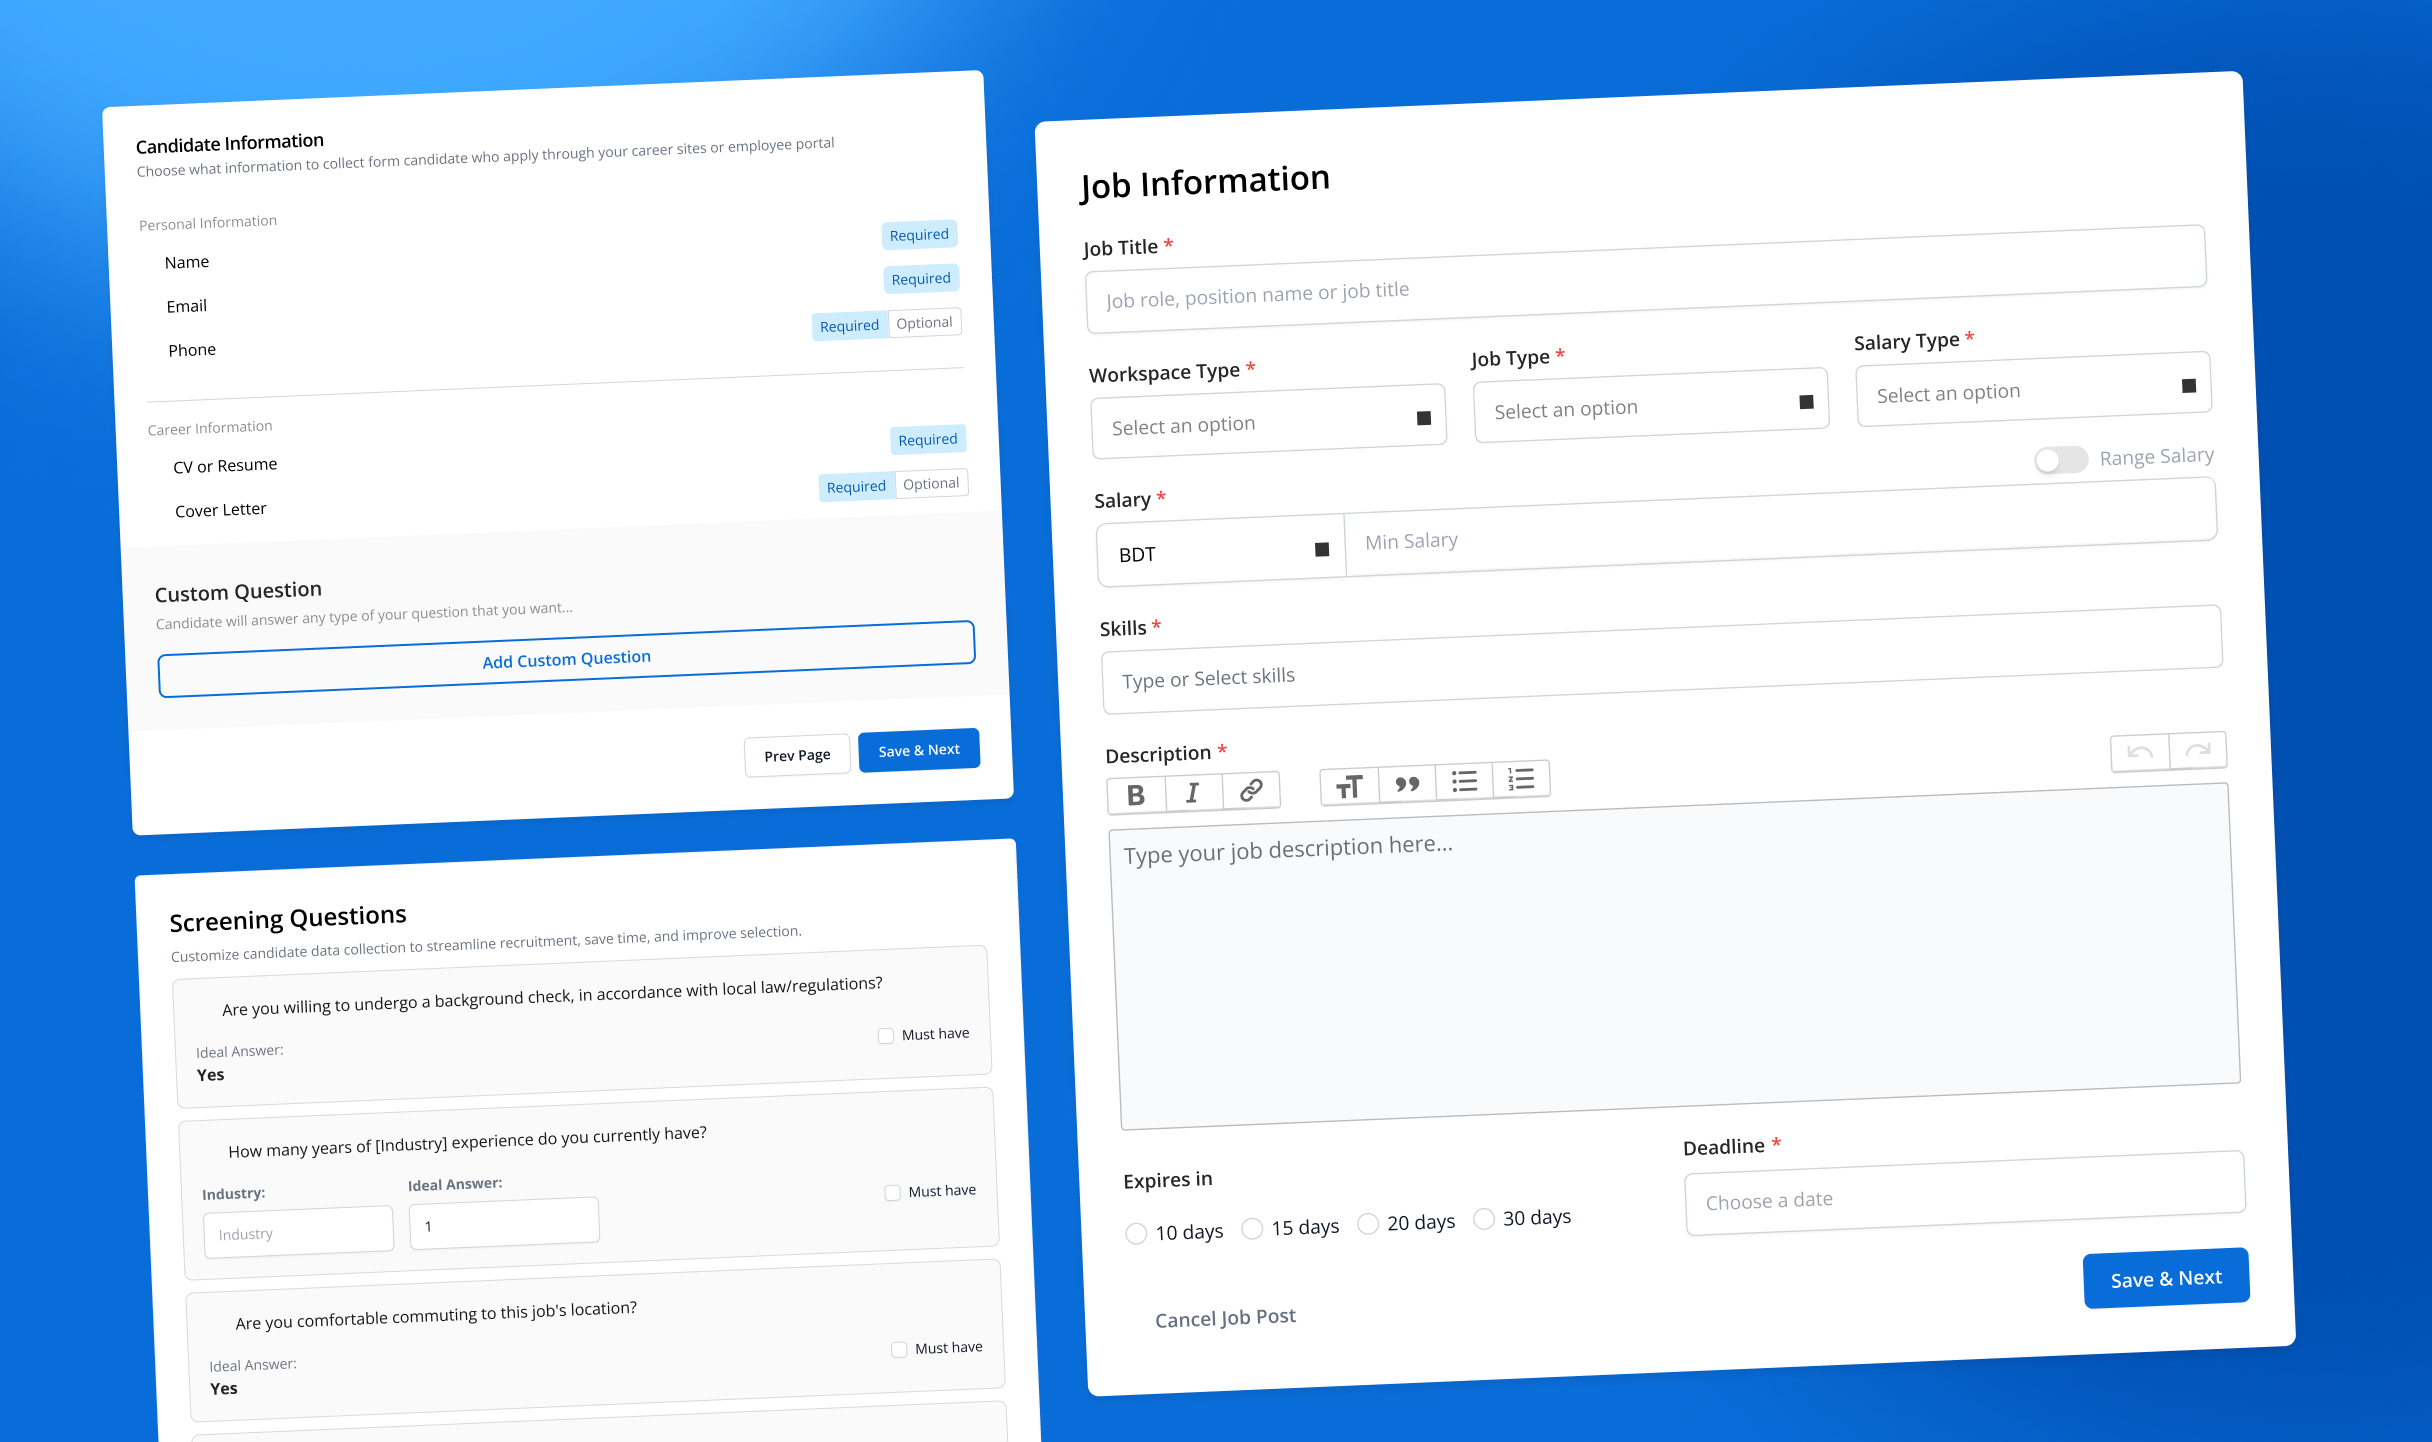 Candidate Information
Choose what information to collect form candidate who apply through your career sites or employee portal
Personal Information
Name
Required
Email
Required
Phone
Required Optional
Career Information
CV or Resume
Required
Cover Letter
Required Optional
Custom Question
Candidate will answer any type of your question that you want...
Add Custom Question
Prev Page Save & Next
Screening Questions
Customize candidate data collection to streamline recruitment, save time, and improve selection.
Are you willing to undergo a background check, in accordance with local law/regulations?
Ideal Answer:
Yes
Must have
How many years of [Industry] experience do you currently have?
Industry: Ideal Answer:
Industry 1
Must have
Are you comfortable commuting to this job's location?
Ideal Answer:
Yes
Must have
Job Information
Job Title *
Job role, position name or job title
Workspace Type * Job Type * Salary Type *
Select an option Select an option Select an option
Range Salary
Salary *
BDT Min Salary
Skills *
Type or Select skills
Description *
B I TT
Type your job description here...
Expires in
10 days 15 days 20 days 30 days
Deadline *
Choose a date
Cancel Job Post Save & Next